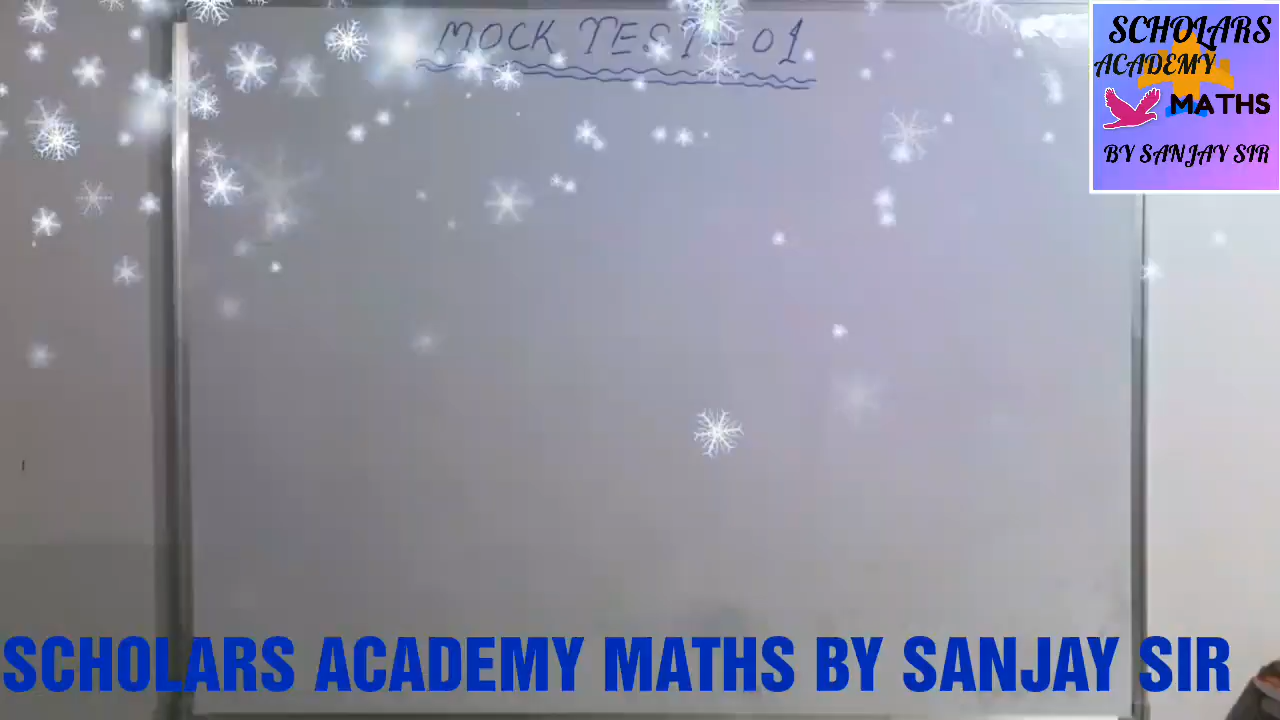 MOCK TEST-01
SCHOLARS
ACADEMY
MATHS
BY SANJAY SIR
SCHOLARS ACADEMY MATHS BY SANJAY SIR